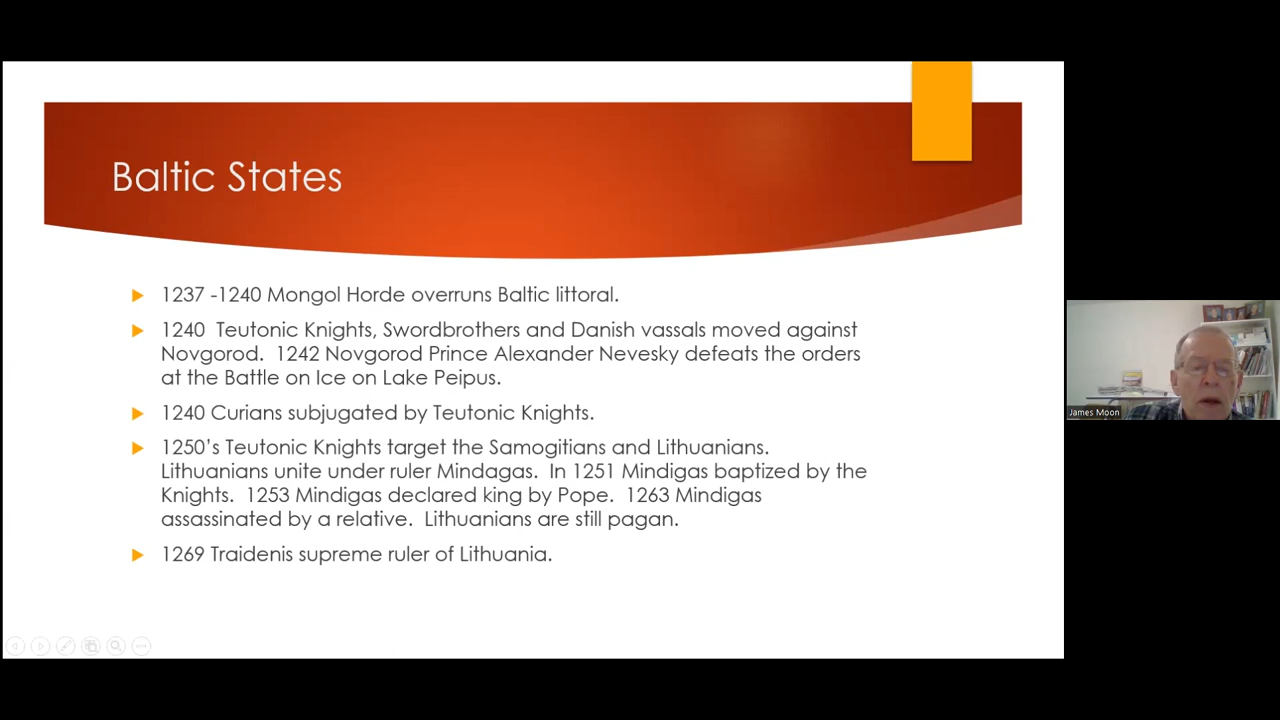 Baltic States
1237 -1240 Mongol Horde overruns Baltic littoral.
1240  Teutonic Knights, Swordbrothers and Danish vassals moved against
Novgorod.  1242 Novgorod Prince Alexander Nevesky defeats the orders
at the Battle on Ice on Lake Peipus.
1240 Curians subjugated by Teutonic Knights.
1250's Teutonic Knights target the Samogitians and Lithuanians.
Lithuanians unite under ruler Mindagas.  In 1251 Mindigas baptized by the
Knights.  1253 Mindigas declared king by Pope.  1263 Mindigas
assassinated by a relative.  Lithuanians are still pagan.
1269 Traidenis supreme ruler of Lithuania.
James Moon